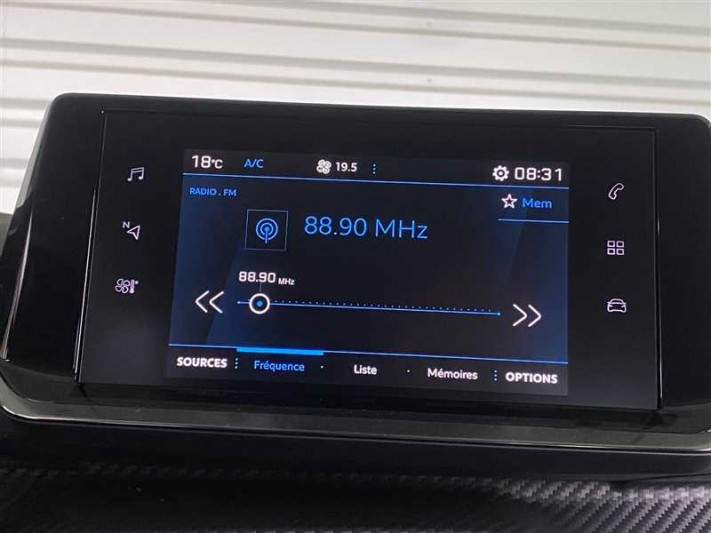 18°C A/C 19.5 08:31
RADIO . FM
Mem
88.90 MHz
N
88.90 MHz
SOURCES Fréquence Liste Mémoires OPTIONS